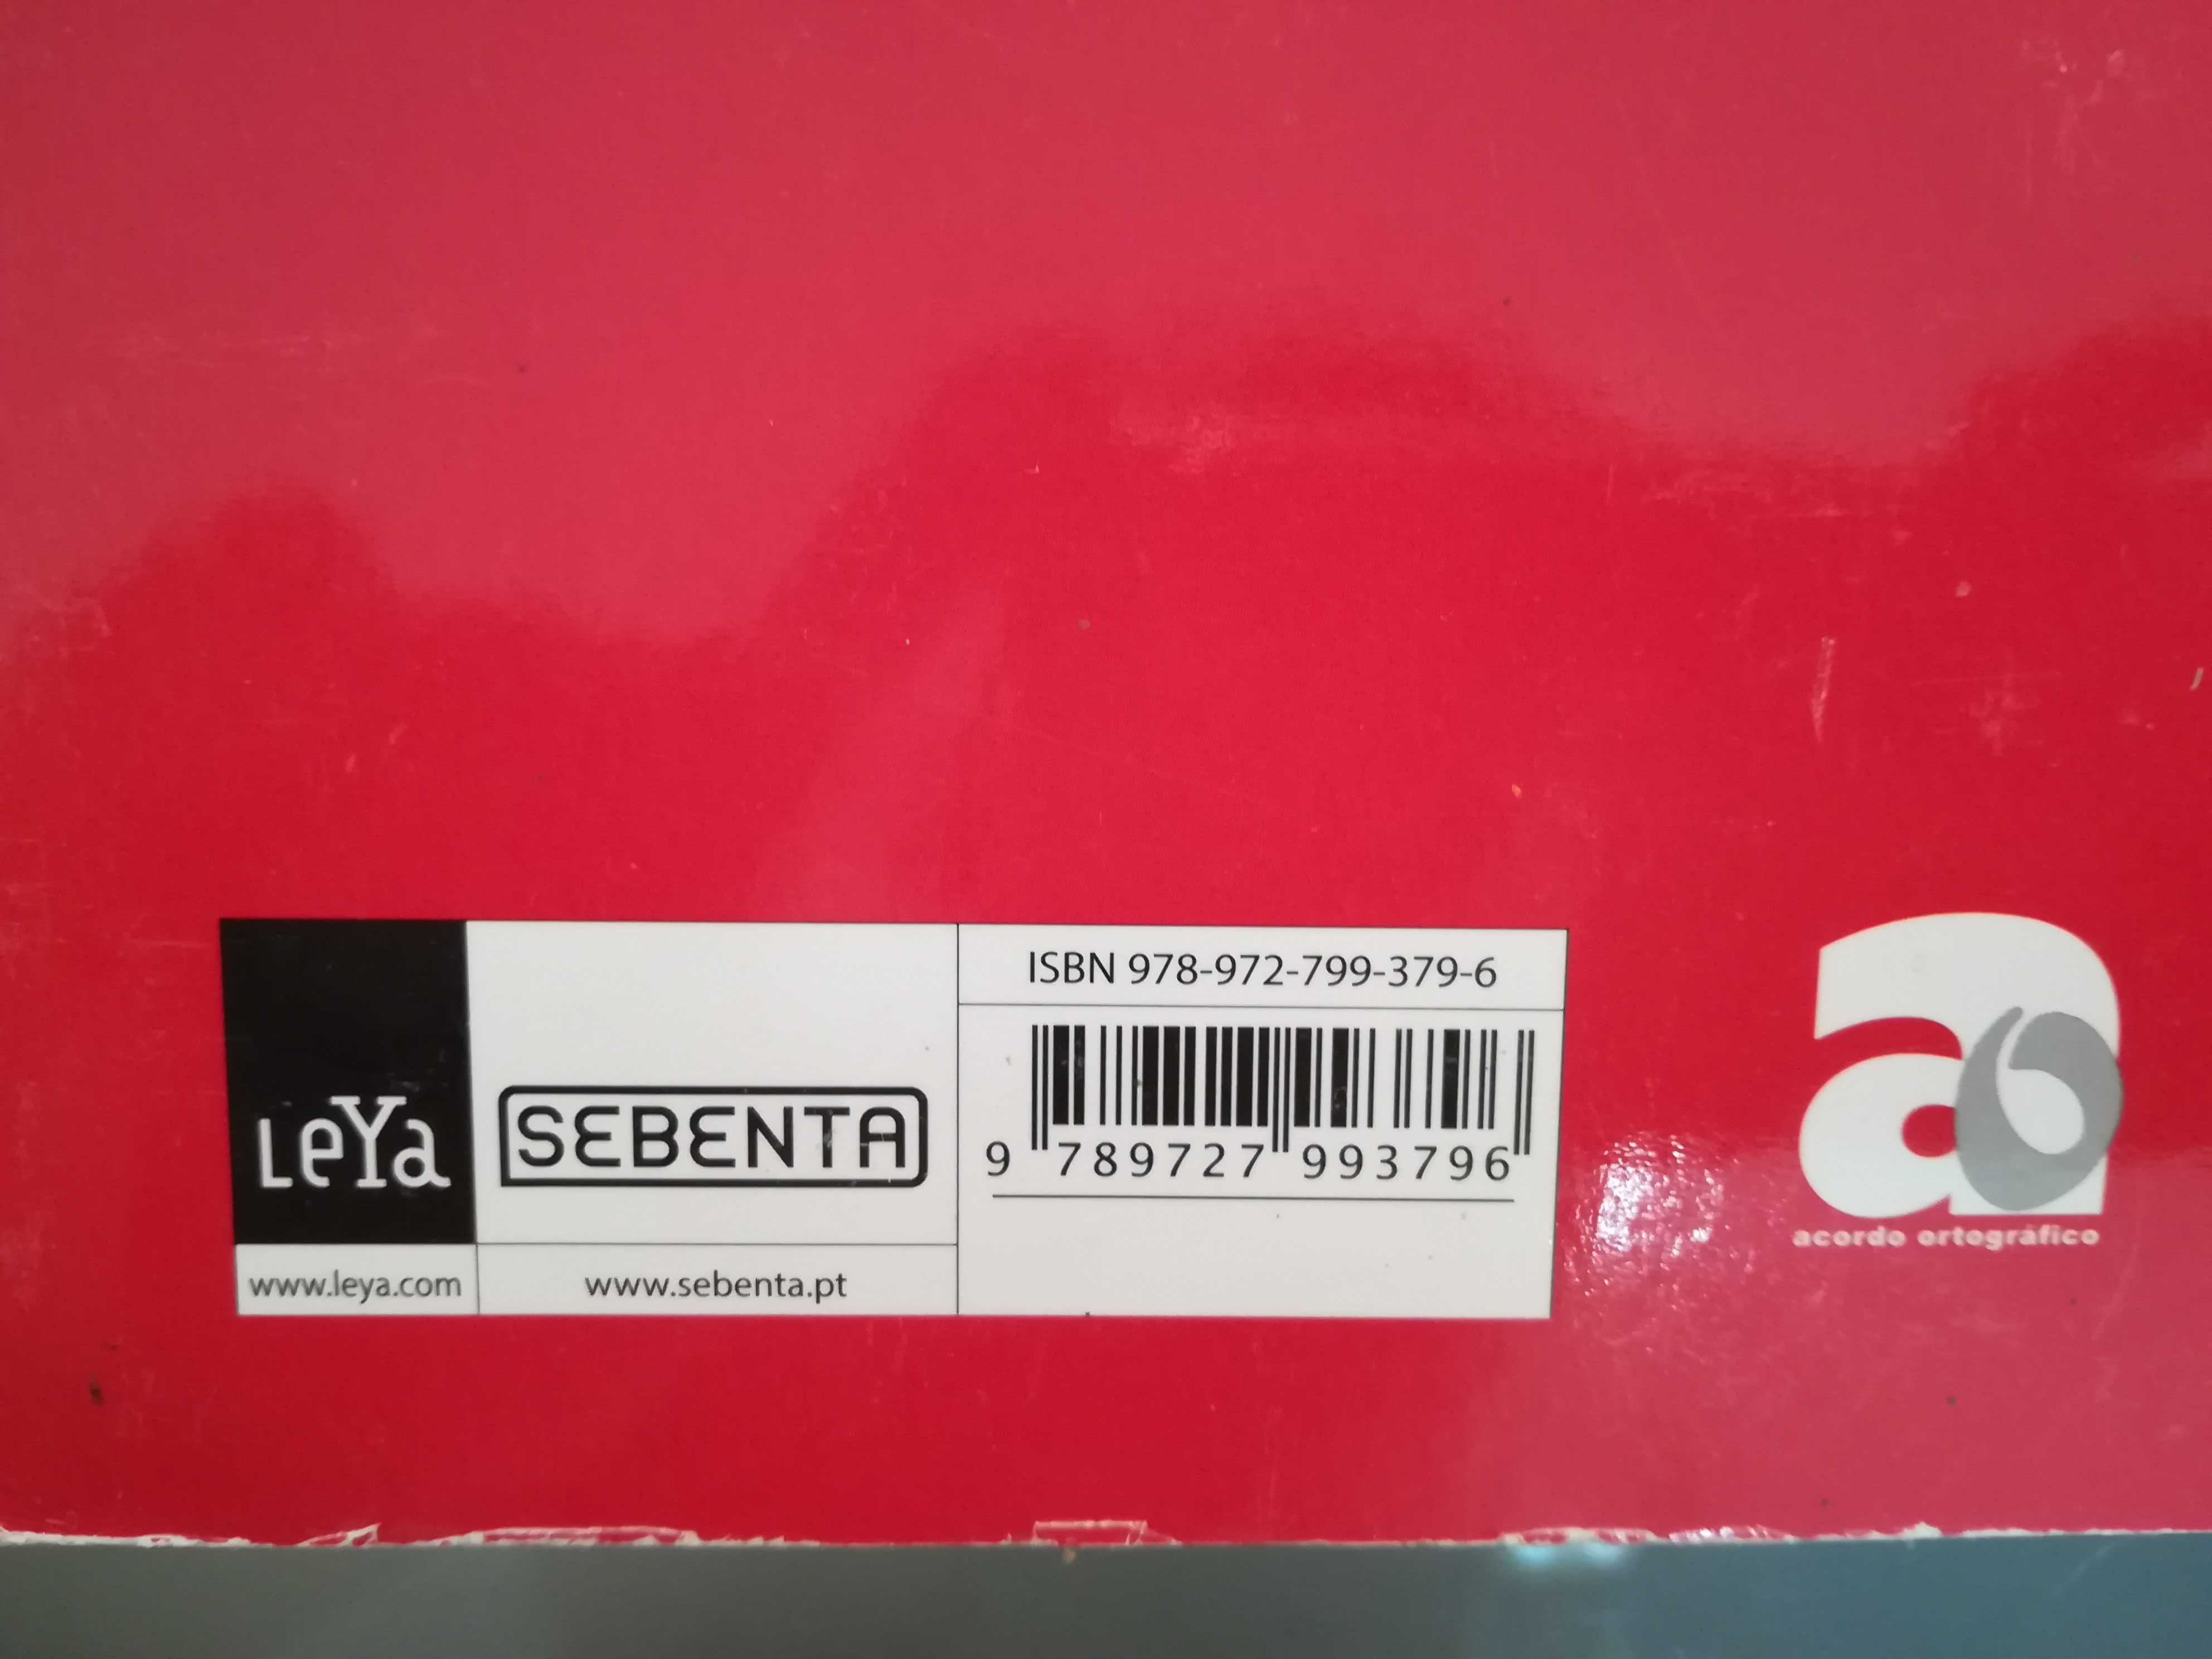 LeYa
SEBENTA
www.leya.com
www.sebenta.pt
ISBN 978-972-799-379-6
9 789727 993796
ao
acordo ortográfico